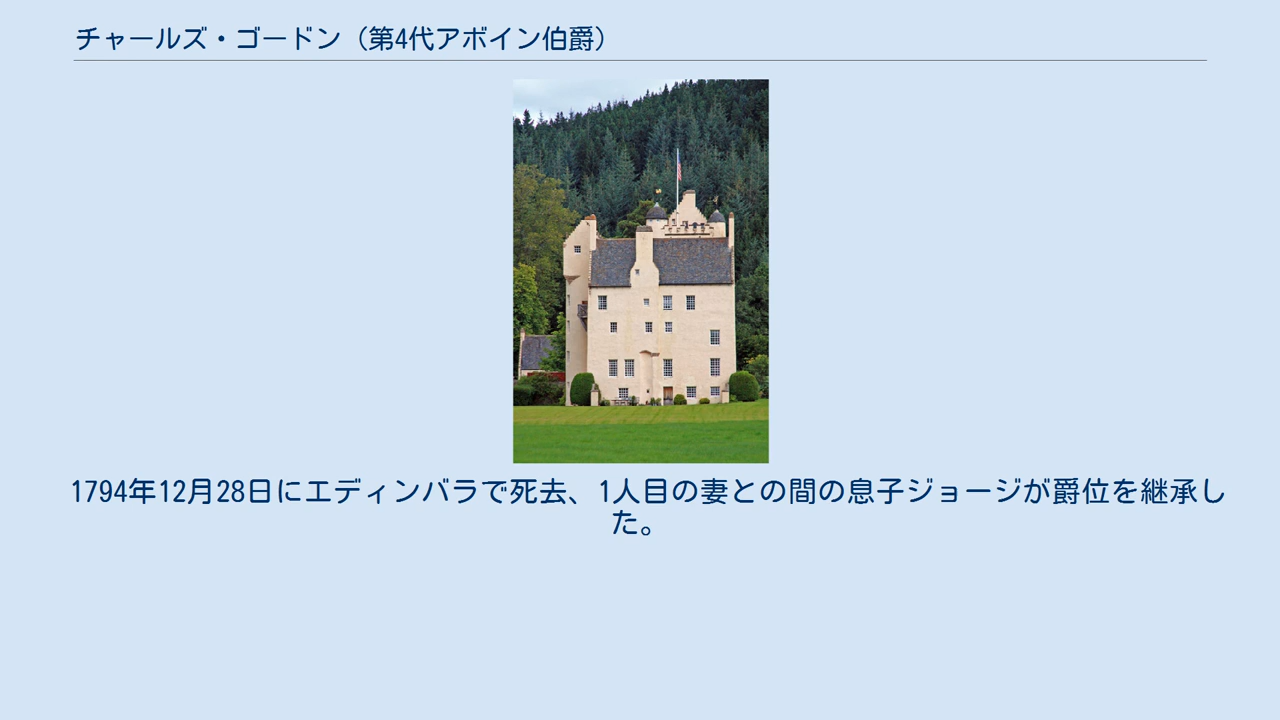 チャールズ・ゴードン（第4代アボイン伯爵）
1794年12月28日にエディンバラで死去、1人目の妻との間の息子ジョージが爵位を継承し
た。